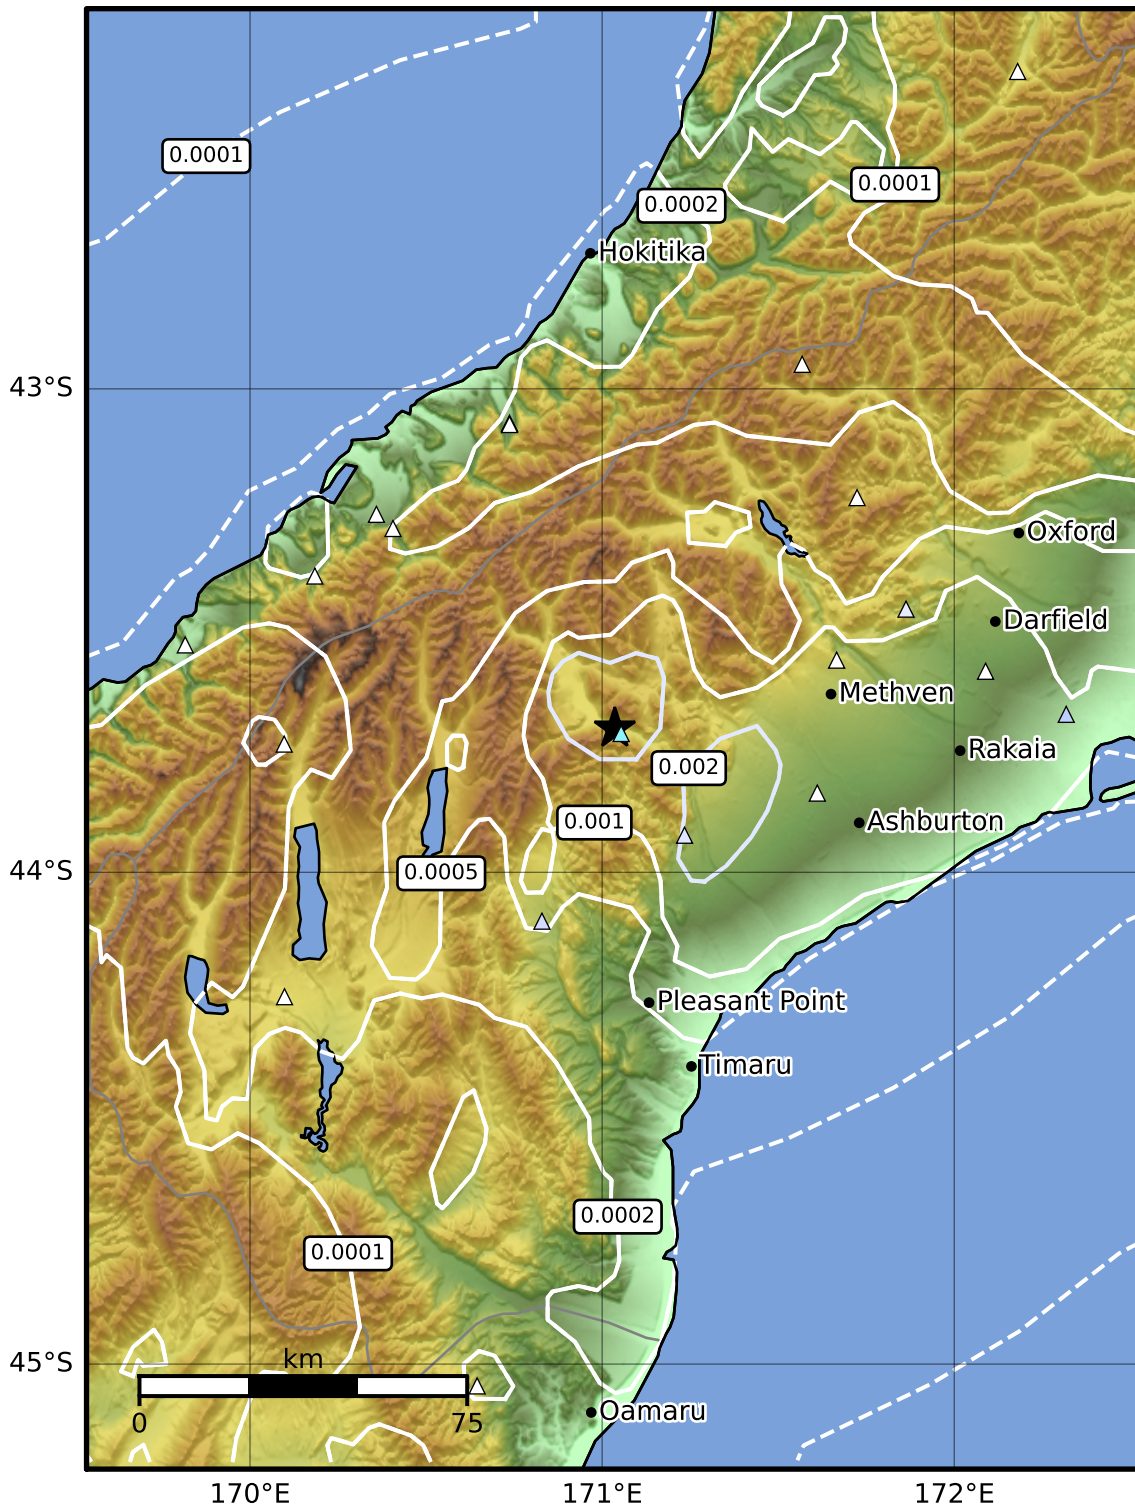 0.0001
0.0001
0.0002
Hokitika
43°S
Oxford
Darfield
Methven
Rakaia
0.002
0.001
Ashburton
44°S
0.0005
Pleasant Point
Timaru
0.0002
0.0001
45°S
km
0
75
Oamaru
170°E
171°E
172°E